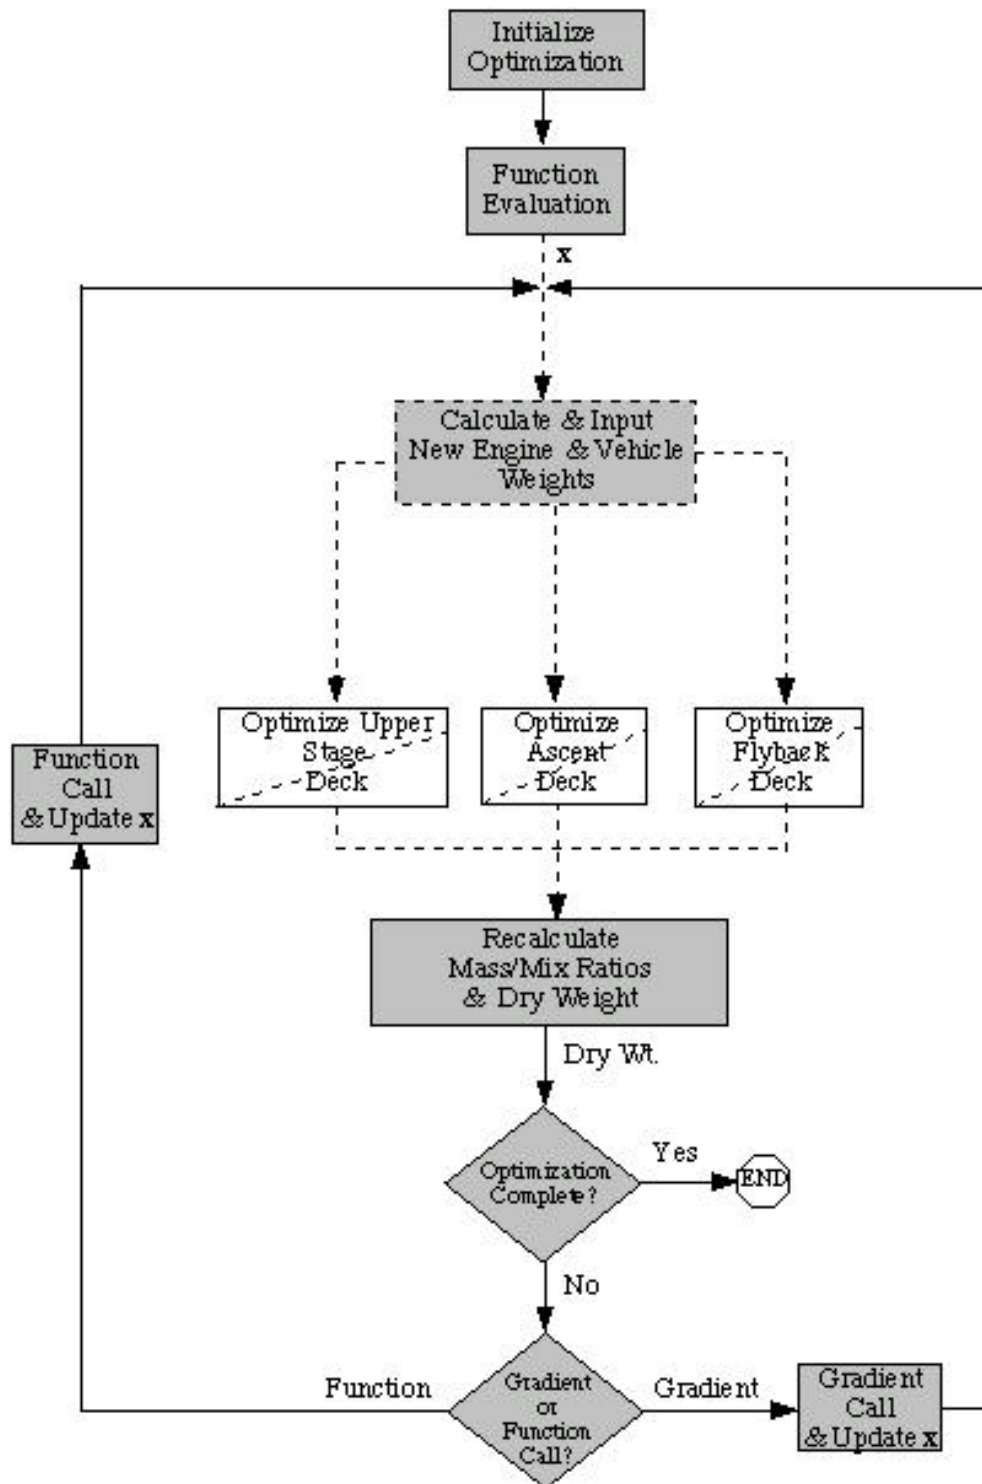 Initialize
Optimization
Function
Evaluation
x
Calculate & Input
New Engine & Vehicle
Weights
Optimize Upper
Stage
Deck
Optimize
Ascent
Deck
Optimize
Flyback
Deck
Function
Call
& Update x
Recalculate
Mass/Mix Ratios
& Dry Weight
Dry Wt.
Optimization
Complete?
Yes
END
No
Gradient
or
Function
Call?
Function
Gradient
Gradient
Call
& Update x